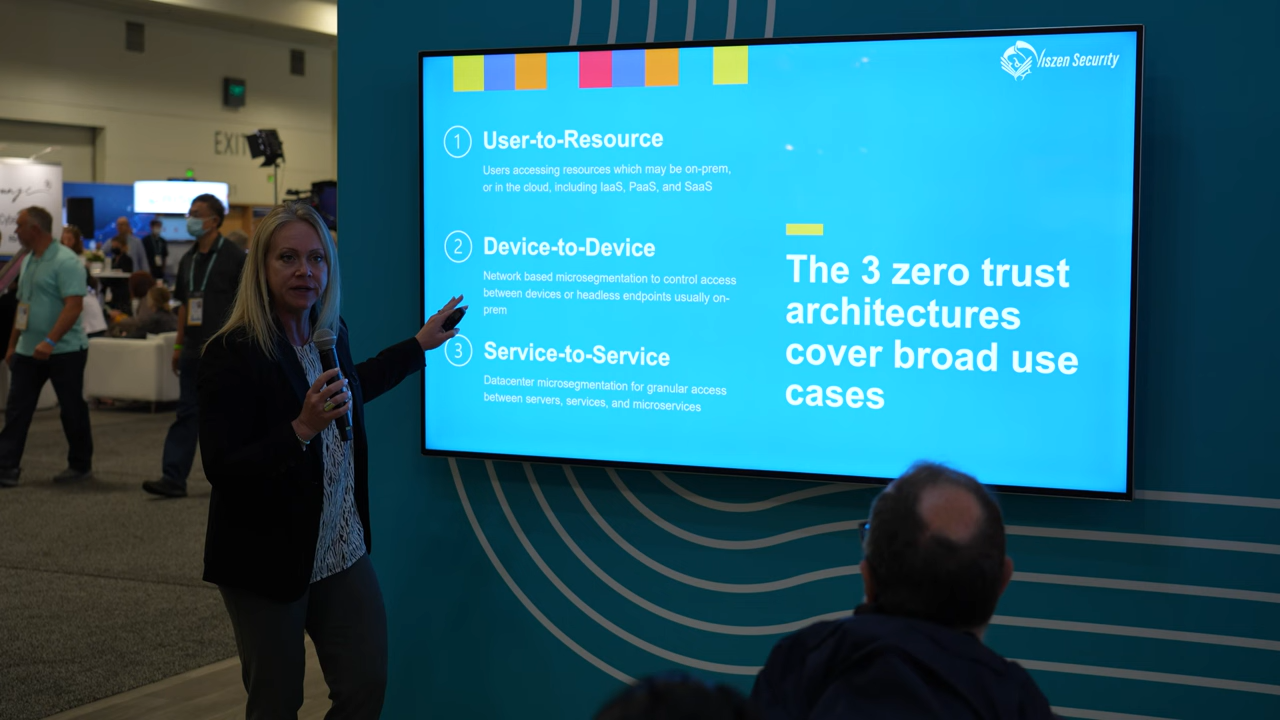 Viszen Security
1
User-to-Resource
Users accessing resources which may be on-prem,
or in the cloud, including IaaS, PaaS, and SaaS
2
Device-to-Device
Network based microsegmentation to control access
between devices or headless endpoints usually on-
prem
3
Service-to-Service
Datacenter microsegmentation for granular access
between servers, services, and microservices
The 3 zero trust
architectures
cover broad use
cases
EXIT